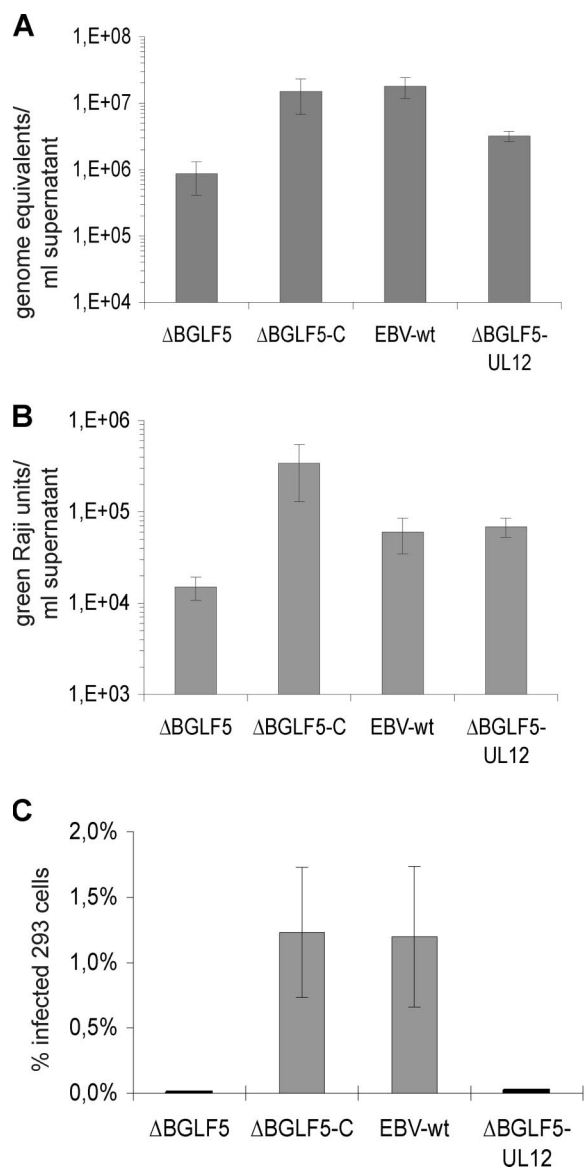 A
genome equivalents/
ml supernatant
1,E+08
1,E+07
1,E+06
1,E+05
1,E+04
ΔBGLF5
ΔBGLF5-C
EBV-wt
ΔBGLF5-
UL12
B
green Raji units/
ml supernatant
1,E+06
1,E+05
1,E+04
1,E+03
ΔBGLF5
ΔBGLF5-C
EBV-wt
ΔBGLF5-
UL12
C
% infected 293 cells
2,0%
1,5%
1,0%
0,5%
0,0%
ΔBGLF5
ΔBGLF5-C
EBV-wt
ΔBGLF5-
UL12